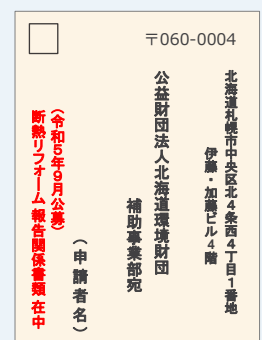 〒060-0004
北海道札幌市中央区北4条西4丁目1番地
伊藤・加藤ビル4階
公益財団法人北海道環境財団
補助事業部宛
（申請者名）
（令和5年9月公募）
断熱リフォーム 報告関係書類 在中